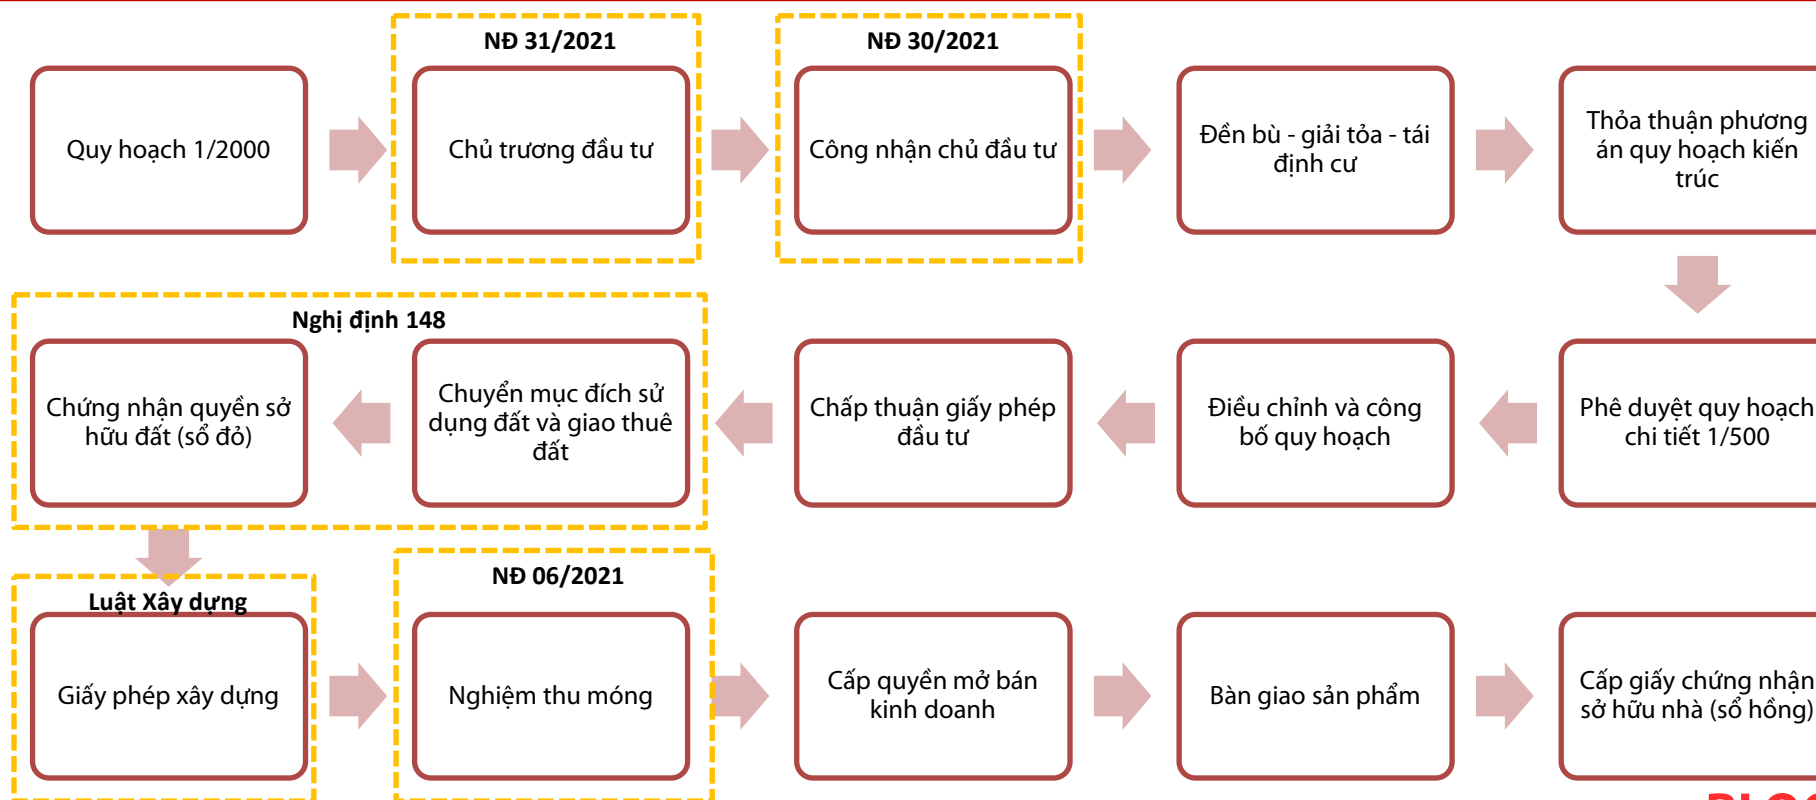 NĐ 31/2021
NĐ 30/2021
Quy hoạch 1/2000
Chủ trương đầu tư
Công nhận chủ đầu tư
Đền bù - giải tỏa - tái
định cư
Thỏa thuận phương
án quy hoạch kiến
trúc
Nghị định 148
Chứng nhận quyền sở
hữu đất (sổ đỏ)
Chuyển mục đích sử
dụng đất và giao thuê
đất
Chấp thuận giấy phép
đầu tư
Điều chỉnh và công
bố quy hoạch
Phê duyệt quy hoạch
chi tiết 1/500
Luật Xây dựng
NĐ 06/2021
Giấy phép xây dựng
Nghiệm thu móng
Cấp quyền mở bán
kinh doanh
Bàn giao sản phẩm
Cấp giấy chứng nhận
sở hữu nhà (sổ hồng)